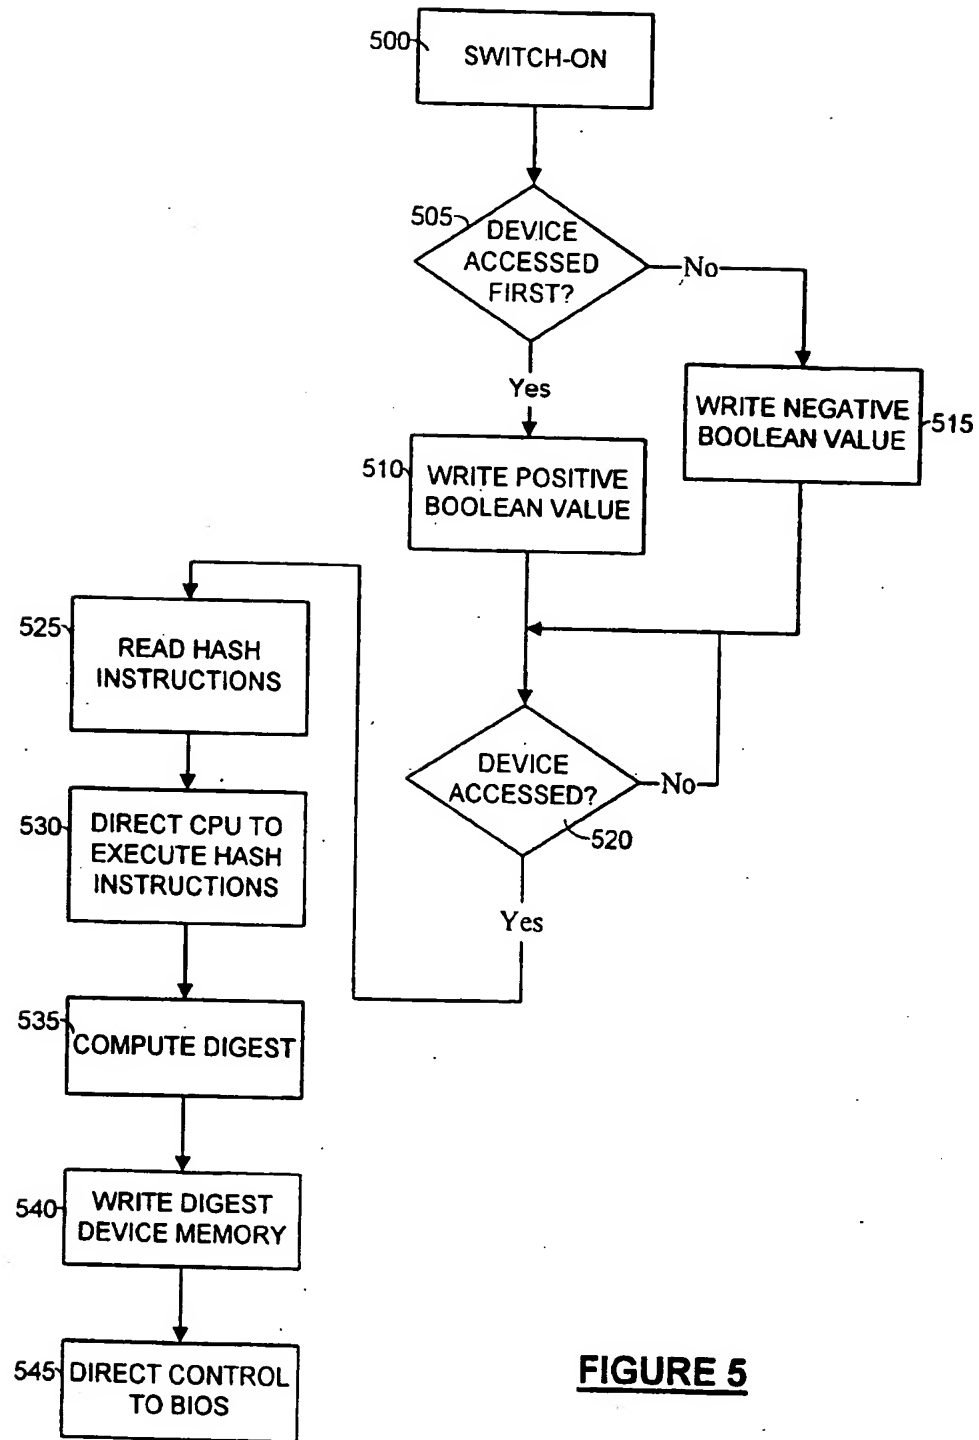 500
SWITCH-ON
505
DEVICE
ACCESSED
FIRST?
No
Yes
WRITE NEGATIVE
BOOLEAN VALUE
515
510
WRITE POSITIVE
BOOLEAN VALUE
525
READ HASH
INSTRUCTIONS
DEVICE
ACCESSED?
No
520
530
DIRECT CPU TO
EXECUTE HASH
INSTRUCTIONS
Yes
535
COMPUTE DIGEST
540
WRITE DIGEST
DEVICE MEMORY
545
DIRECT CONTROL
TO BIOS
FIGURE 5